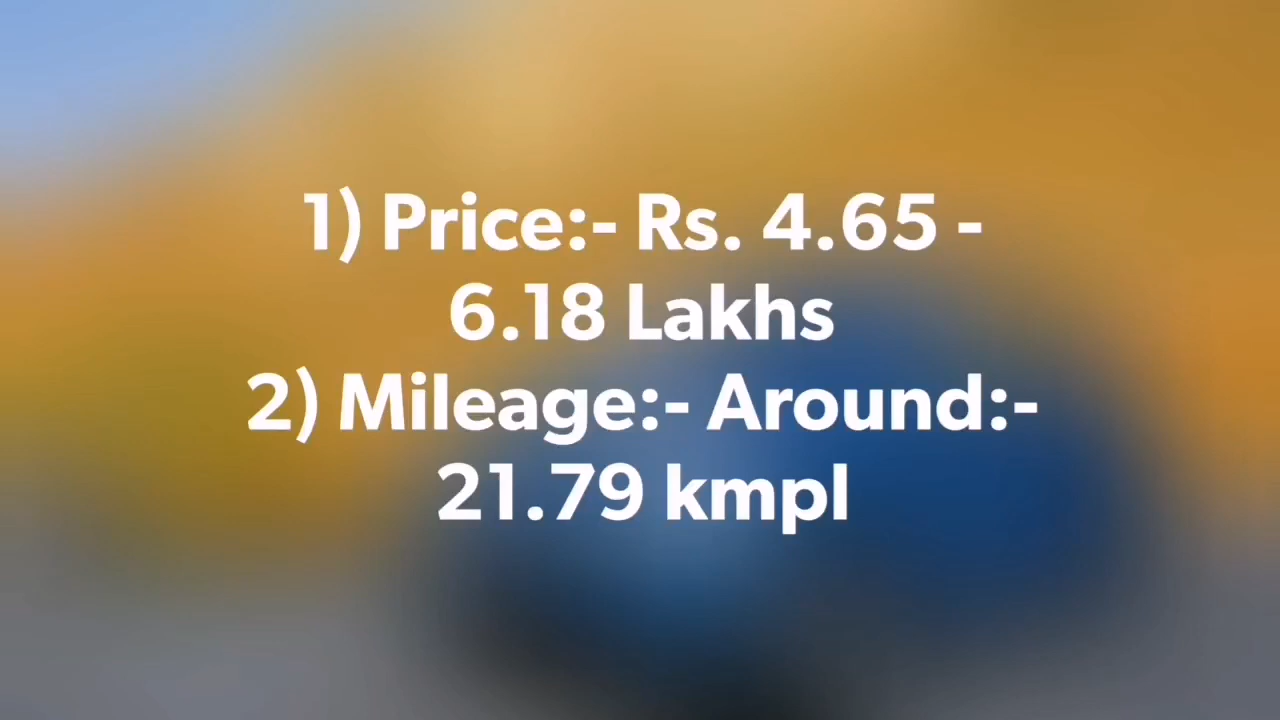 1) Price:- Rs. 4.65 -
6.18 Lakhs
2) Mileage:- Around:-
21.79 kmpl